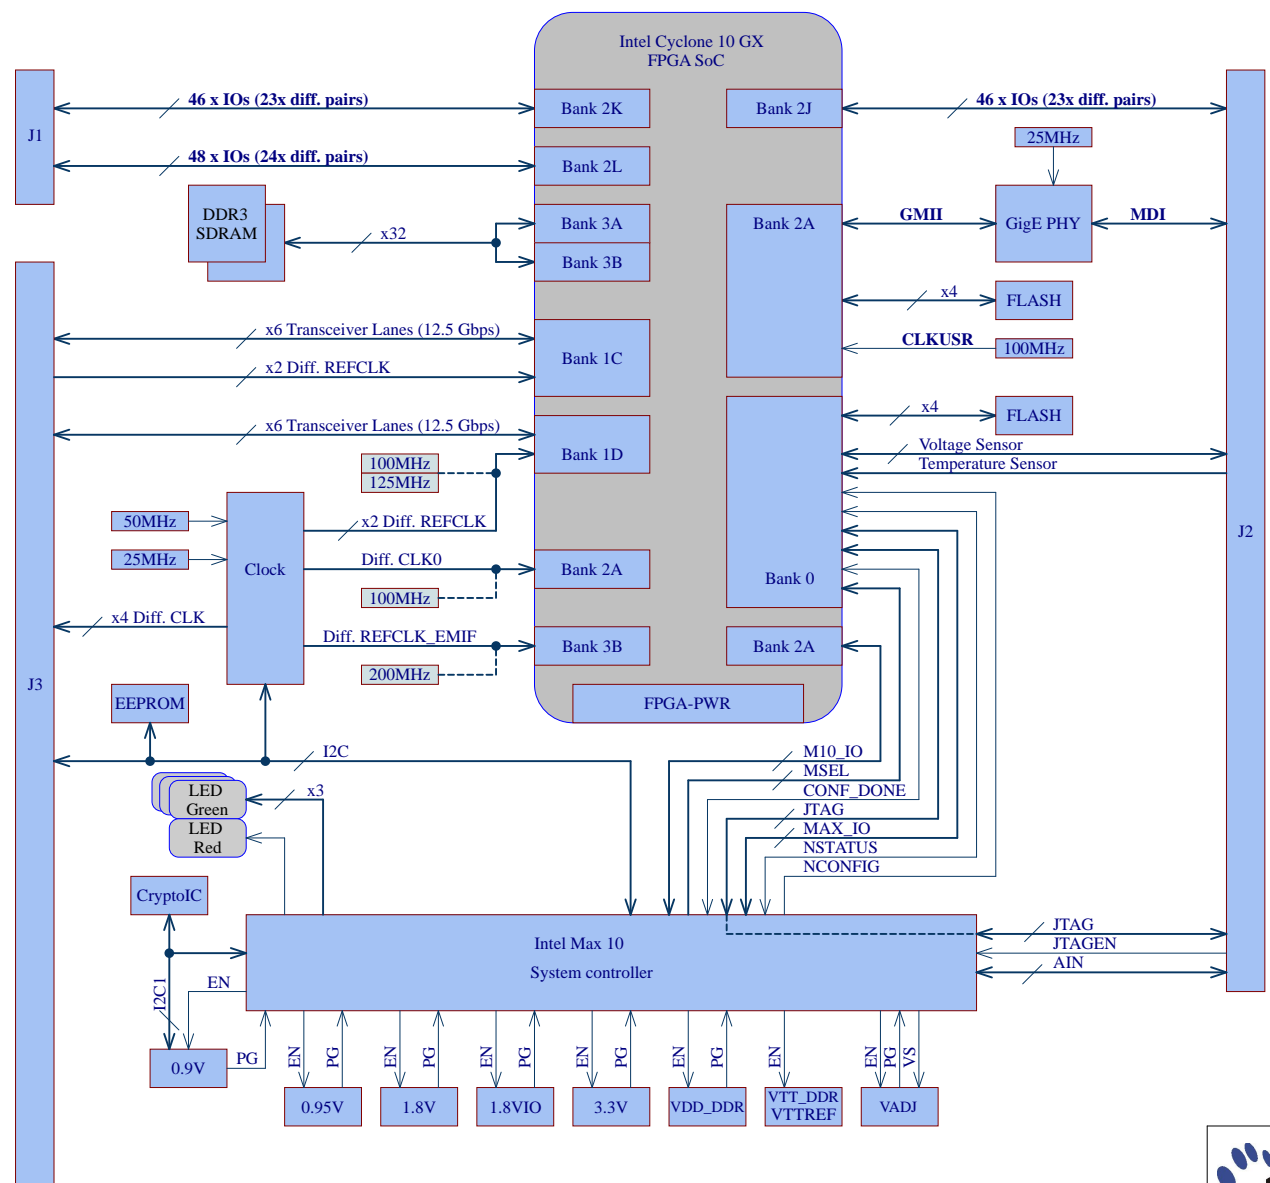 Intel Cyclone 10 GX
FPGA SoC
J1
46 x IOs (23x diff. pairs)
Bank 2K
Bank 2J
46 x IOs (23x diff. pairs)
48 x IOs (24x diff. pairs)
Bank 2L
25MHz
DDR3
SDRAM
x32
Bank 3A
Bank 3B
Bank 2A
GMII
GigE PHY
MDI
x4
FLASH
x6 Transceiver Lanes (12.5 Gbps)
Bank 1C
x2 Diff. REFCLK
CLKUSR
100MHz
x4
FLASH
x6 Transceiver Lanes (12.5 Gbps)
Bank 1D
100MHz
125MHz
Voltage Sensor
Temperature Sensor
50MHz
25MHz
Clock
x2 Diff. REFCLK
J2
Diff. CLK0
Bank 2A
100MHz
Bank 0
x4 Diff. CLK
Diff. REFCLK_EMIF
Bank 3B
Bank 2A
200MHz
J3
EEPROM
FPGA-PWR
I2C
M10_IO
MSEL
CONF_DONE
JTAG
MAX_IO
NSTATUS
NCONFIG
LED
Green
x3
LED
Red
CryptoIC
Intel Max 10
System controller
JTAG
JTAGEN
AIN
I2C1
EN
PG
0.9V
EN
PG
0.95V
EN
PG
1.8V
EN
PG
1.8VIO
EN
PG
3.3V
EN
PG
VDD_DDR
EN
VTT_DDR
VTTREF
EN
PG
VS
VADJ